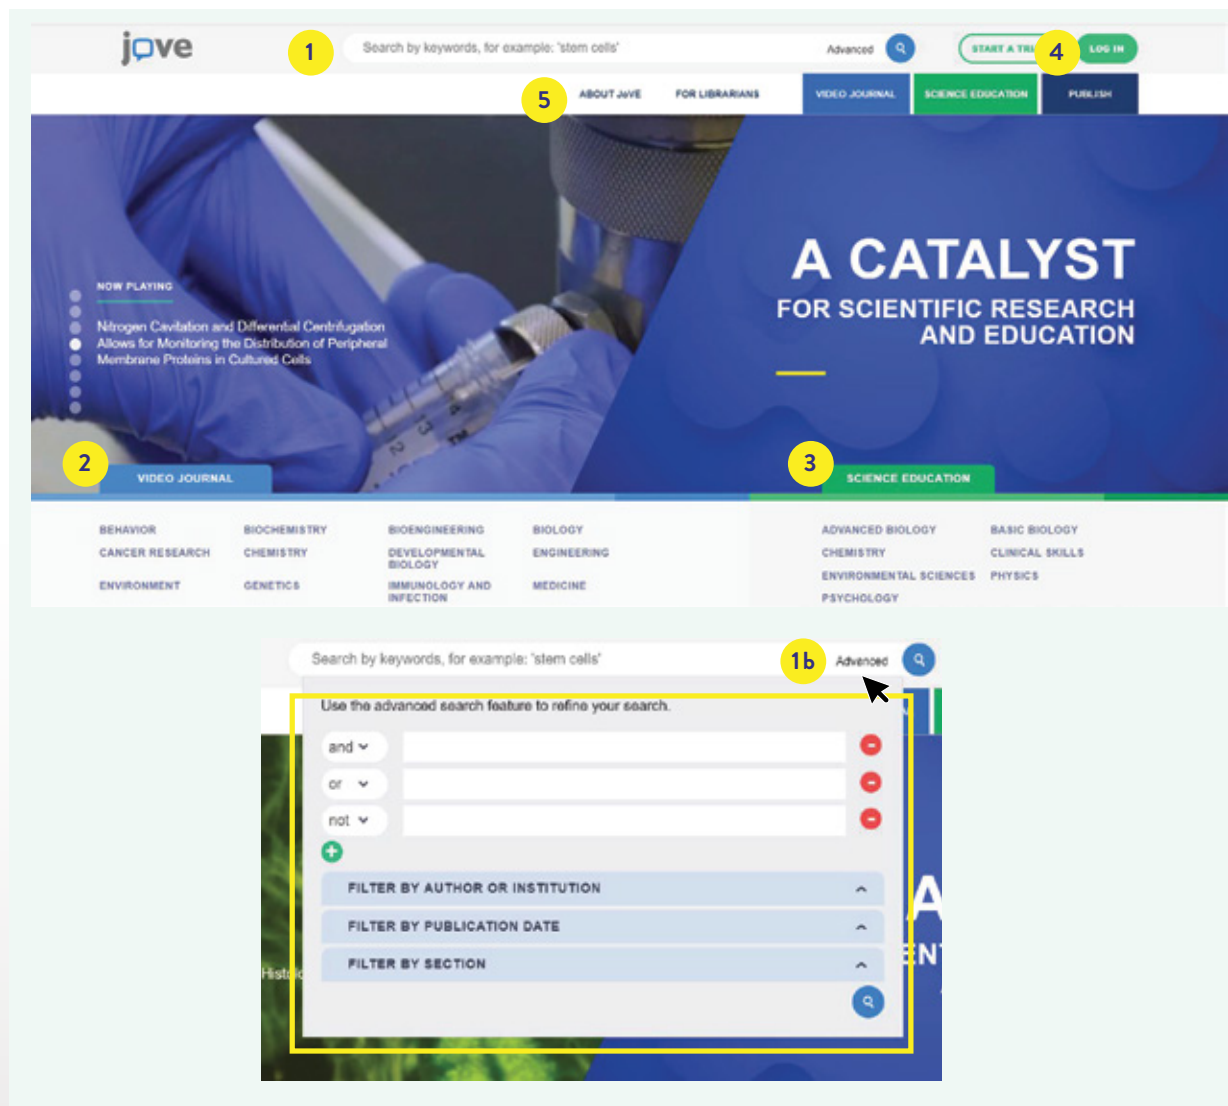 jove
1
Search by keywords, for example: 'stem cells'
Advanced
START A TRI
4
LOG IN
5
ABOUT JoVE
FOR LIBRARIANS
VIDEO JOURNAL
SCIENCE EDUCATION
PUBLISH
A CATALYST
FOR SCIENTIFIC RESEARCH
AND EDUCATION
NOW PLAYING
Nitrogen Cavitation and Differential Centrifugation
Allows for Monitoring the Distribution of Peripheral
Membrane Proteins in Cultured Cells
4
3
2
TM
2
VIDEO JOURNAL
3
SCIENCE EDUCATION
BEHAVIOR
BIOCHEMISTRY
BIOENGINEERING
BIOLOGY
CANCER RESEARCH
CHEMISTRY
DEVELOPMENTAL
BIOLOGY
ENGINEERING
ENVIRONMENT
GENETICS
IMMUNOLOGY AND
INFECTION
MEDICINE
ADVANCED BIOLOGY
BASIC BIOLOGY
CHEMISTRY
CLINICAL SKILLS
ENVIRONMENTAL SCIENCES
PHYSICS
PSYCHOLOGY
Search by keywords, for example: 'stem cells'
1b
Advanced
Use the advanced search feature to refine your search.
and
or
not
FILTER BY AUTHOR OR INSTITUTION
FILTER BY PUBLICATION DATE
FILTER BY SECTION
A
EN
Histolo